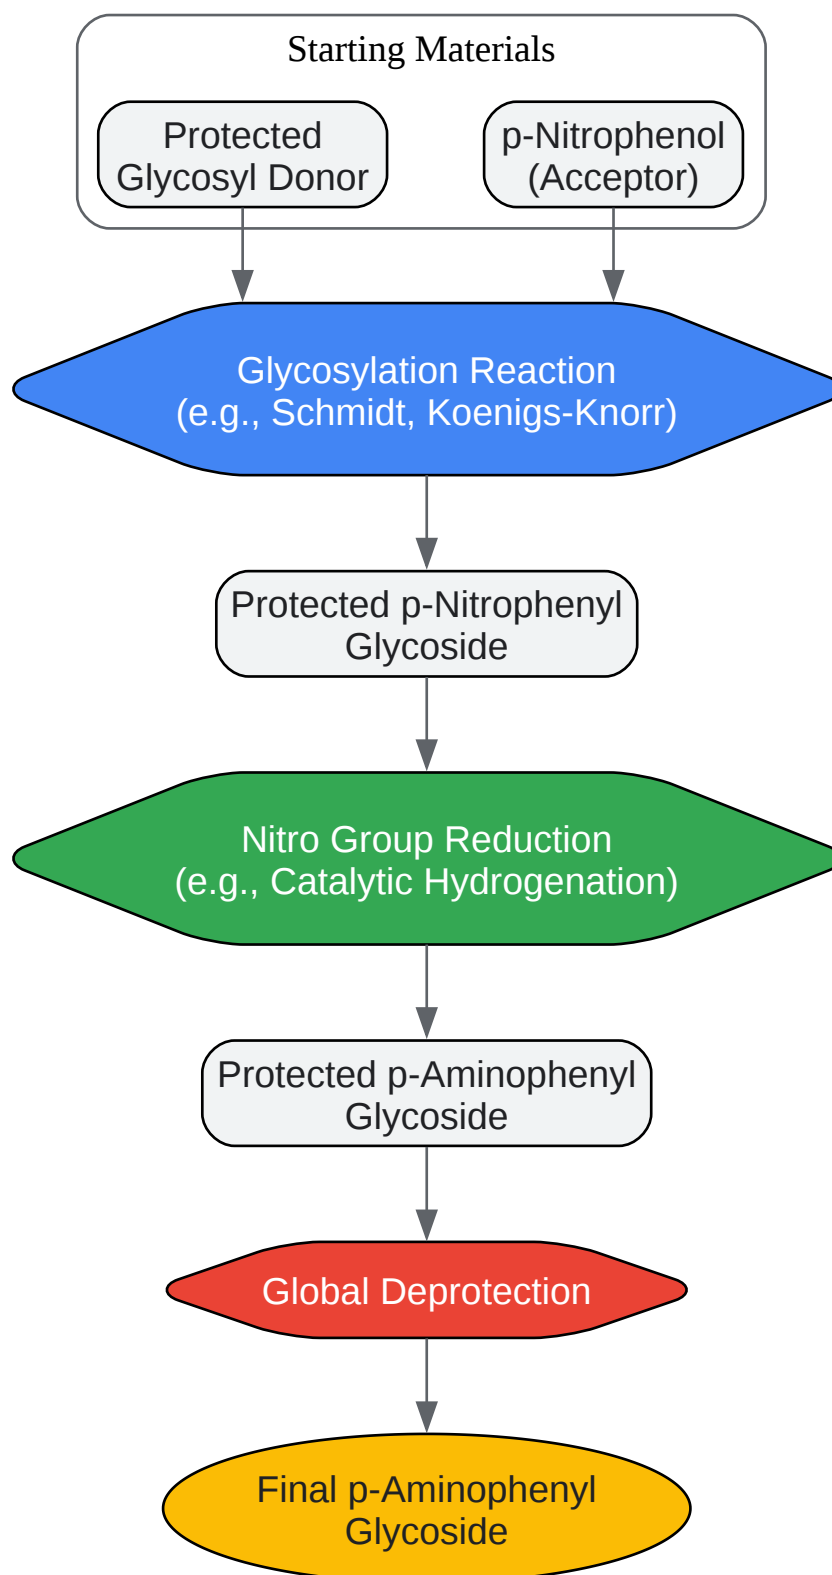 Starting Materials
Protected
Glycosyl Donor
p-Nitrophenol
(Acceptor)
Glycosylation Reaction
(e.g., Schmidt, Koenigs-Knorr)
Protected p-Nitrophenyl
Glycoside
Nitro Group Reduction
(e.g., Catalytic Hydrogenation)
Protected p-Aminophenyl
Glycoside
Global Deprotection
Final p-Aminophenyl
Glycoside